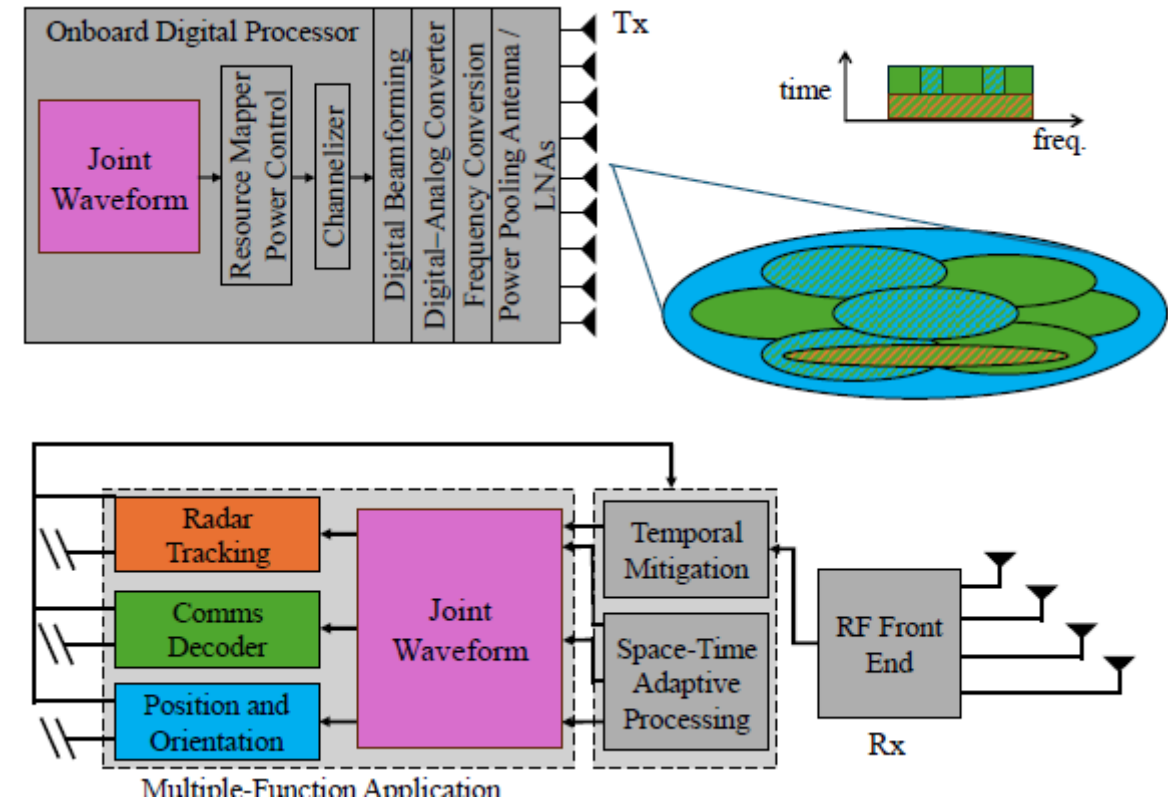 Onboard Digital Processor
Joint
Waveform
Resource Mapper
Power Control
Channelizer
Digital Beamforming
Digital–Analog Converter
Frequency Conversion
Power Pooling Antenna /
LNAs
Tx
time
freq.
Radar
Tracking
Comms
Decoder
Position and
Orientation
Joint
Waveform
Temporal
Mitigation
Space-Time
Adaptive
Processing
RF Front
End
Rx
Multiple-Function Application